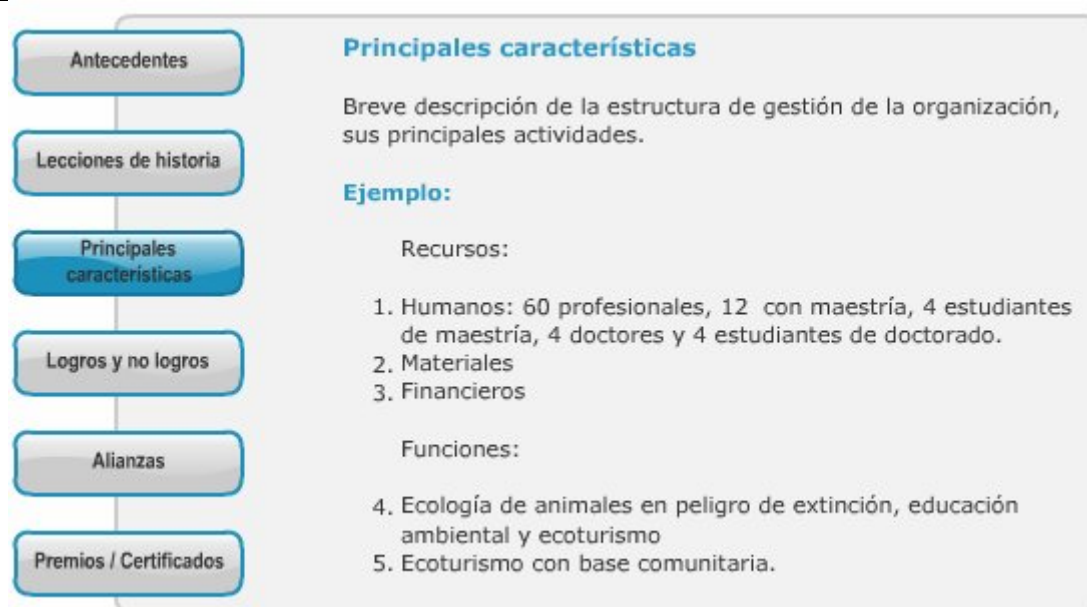 Antecedentes
Lecciones de historia
Principales
características
Logros y no logros
Alianzas
Premios / Certificados
Principales característícas
Breve descripción de la estructura de gestión de la organización,
sus principales actividades.
Ejemplo:
Recursos:
1. Humanos: 60 profesionales, 12 con maestría, 4 estudiantes
de maestría, 4 doctores y 4 estudiantes de doctorado.
2. Materiales
3. Financieros
Funciones:
4. Ecología de animales en peligro de extinción, educación
ambiental y ecoturismo
5. Ecoturismo con base comunitaria.